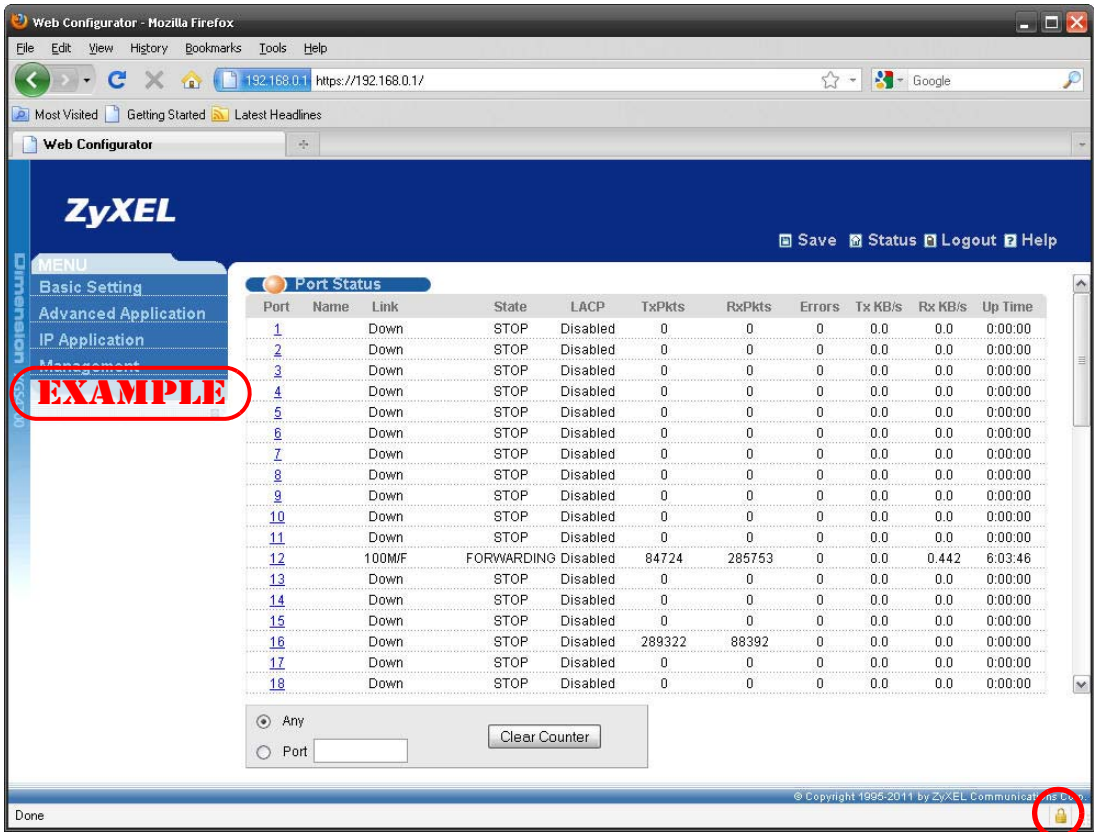 Web Configurator - Mozilla Firefox
File Edit View History Bookmarks Tools Help
192.168.0.1 https://192.168.0.1/ Google
Most Visited Getting Started Latest Headlines
Web Configurator
ZyXEL
Save Status Logout Help
Dimension
MENU
Basic Setting
Advanced Application
IP Application
Management
EXAMPLE
Port Status
Port Name Link State LACP TxPkts RxPkts Errors Tx KB/s Rx KB/s Up Time
1 Down STOP Disabled 0 0 0 0.0 0.0 0:00:00
2 Down STOP Disabled 0 0 0 0.0 0.0 0:00:00
3 Down STOP Disabled 0 0 0 0.0 0.0 0:00:00
4 Down STOP Disabled 0 0 0 0.0 0.0 0:00:00
5 Down STOP Disabled 0 0 0 0.0 0.0 0:00:00
6 Down STOP Disabled 0 0 0 0.0 0.0 0:00:00
7 Down STOP Disabled 0 0 0 0.0 0.0 0:00:00
8 Down STOP Disabled 0 0 0 0.0 0.0 0:00:00
9 Down STOP Disabled 0 0 0 0.0 0.0 0:00:00
10 Down STOP Disabled 0 0 0 0.0 0.0 0:00:00
11 Down STOP Disabled 0 0 0 0.0 0.0 0:00:00
12 100M/F FORWARDING Disabled 84724 285753 0 0.0 0.442 6:03:46
13 Down STOP Disabled 0 0 0 0.0 0.0 0:00:00
14 Down STOP Disabled 0 0 0 0.0 0.0 0:00:00
15 Down STOP Disabled 0 0 0 0.0 0.0 0:00:00
16 Down STOP Disabled 289322 88392 0 0.0 0.0 0:00:00
17 Down STOP Disabled 0 0 0 0.0 0.0 0:00:00
18 Down STOP Disabled 0 0 0 0.0 0.0 0:00:00
Any
Port
Clear Counter
© Copyright 1995-2011 by ZyXEL Communications Corp.
Done